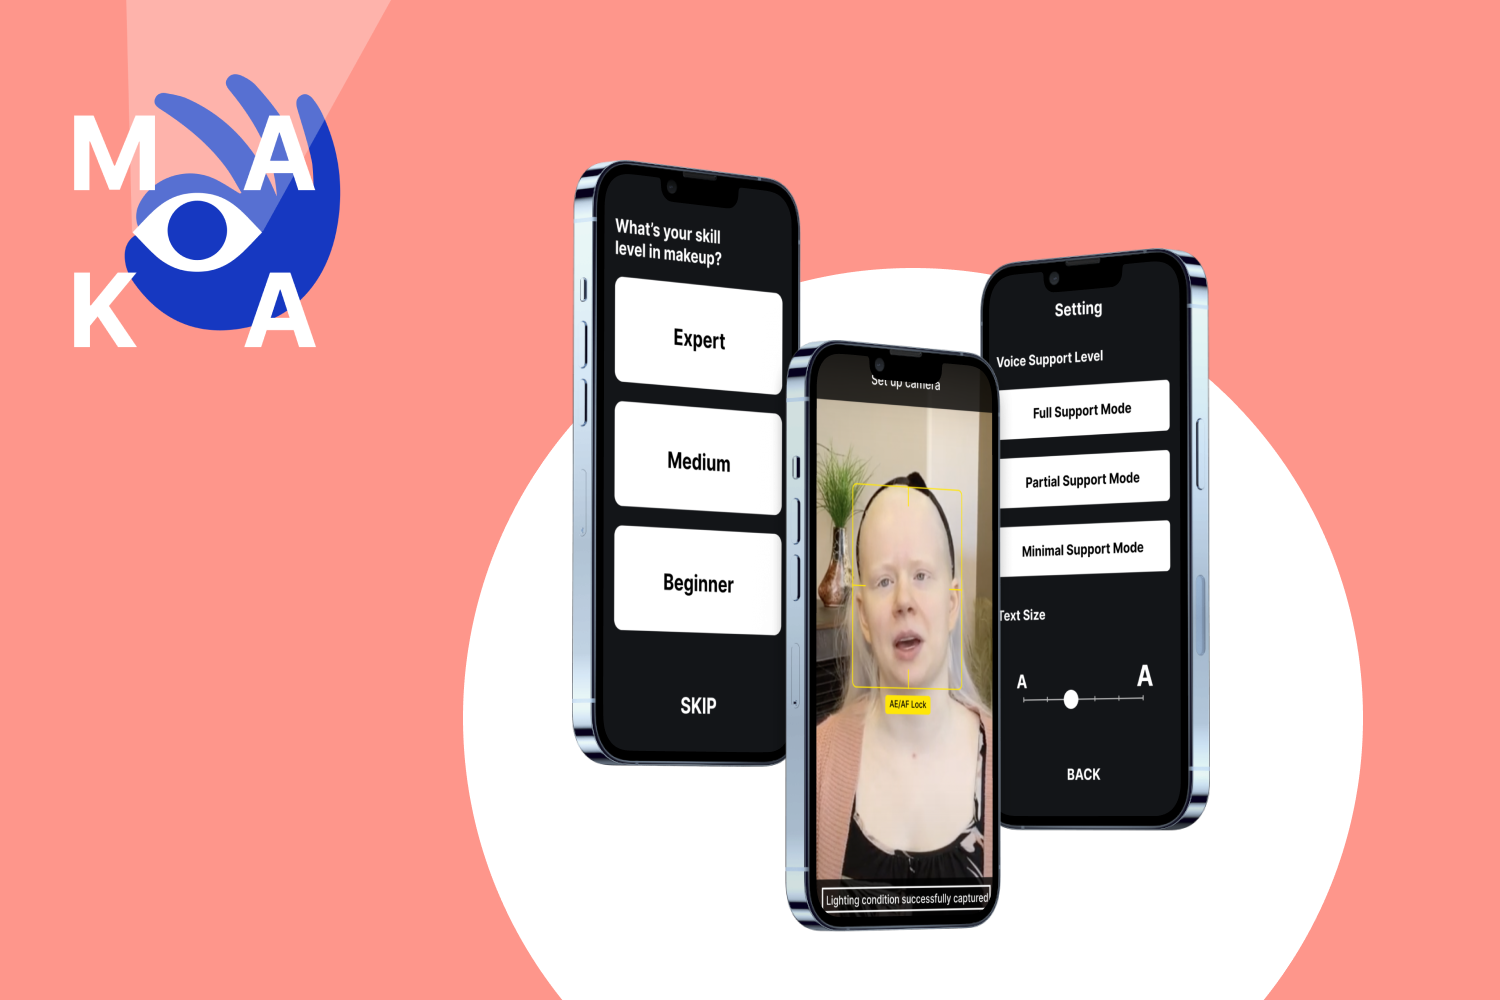 M A
K A
What's your skill
level in makeup?
Expert
Medium
Beginner
SKIP
Set up camera
AE/AF Lock
Lighting condition successfully captured
Setting
Voice Support Level
Full Support Mode
Partial Support Mode
Minimal Support Mode
Text Size
A A
BACK